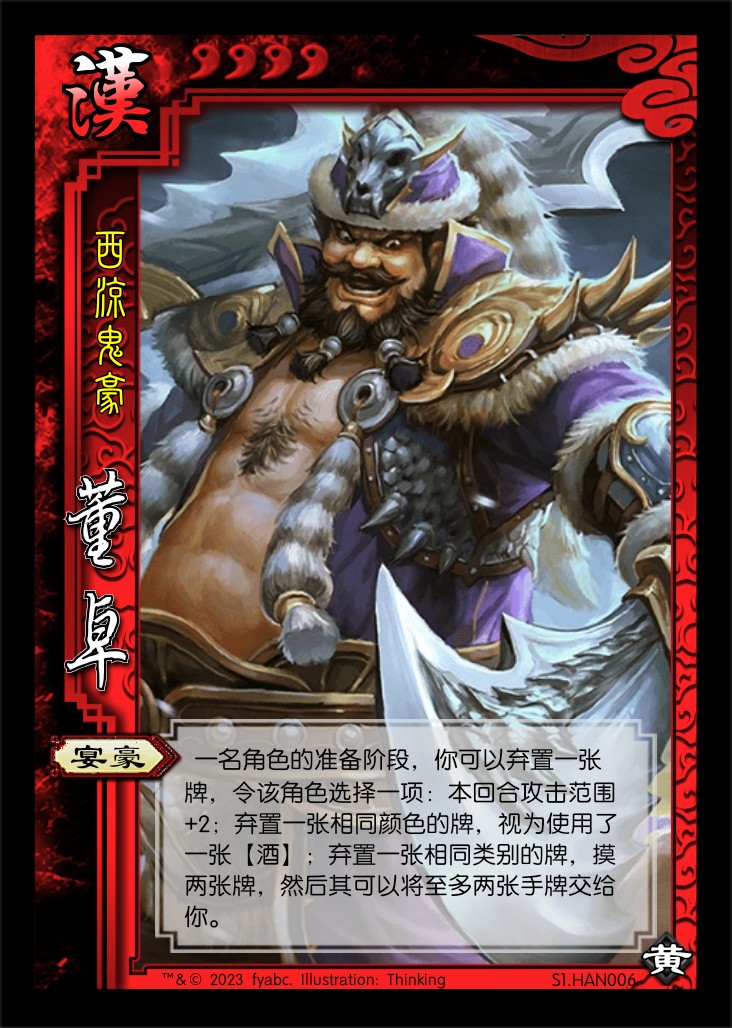 漢
西涼鬼豪
董卓
宴豪
一名角色的准备阶段，你可以弃置一张
牌，令该角色选择一项：本回合攻击范围
+2；弃置一张相同颜色的牌，视为使用了
一张【酒】；弃置一张相同类别的牌，摸
两张牌，然后其可以将至多两张手牌交给
你。
黄
™&© 2023 fyabc. Illustration: Thinking
S1.HAN006